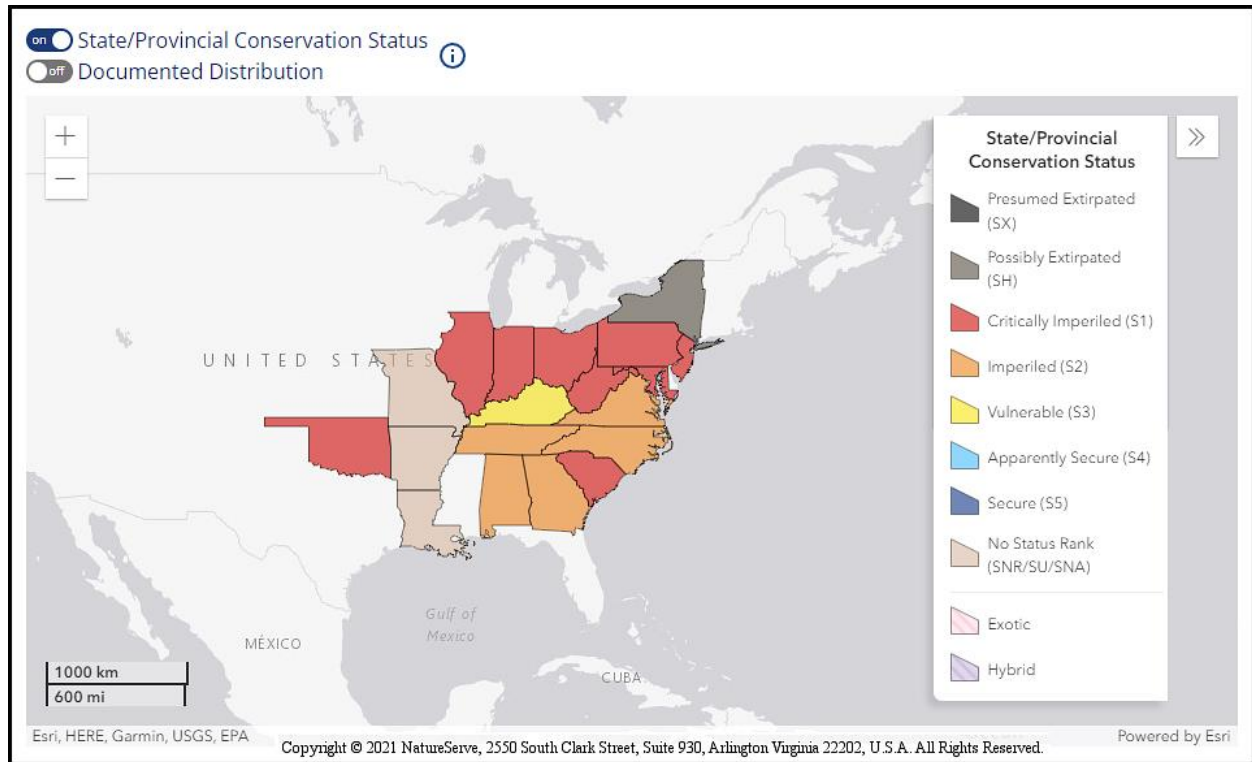 on State/Provincial Conservation Status
off Documented Distribution
i
+
−
State/Provincial
Conservation Status
Presumed Extirpated
(SX)
Possibly Extirpated
(SH)
Critically Imperiled (S1)
Imperiled (S2)
Vulnerable (S3)
Apparently Secure (S4)
Secure (S5)
No Status Rank
(SNR/SU/SNA)
Exotic
Hybrid
UNITED STATES
Gulf of
Mexico
MÉXICO
CUBA
1000 km
600 mi
Esri, HERE, Garmin, USGS, EPA
Copyright © 2021 NatureServe, 2550 South Clark Street, Suite 930, Arlington Virginia 22202, U.S.A. All Rights Reserved.
Powered by Esri